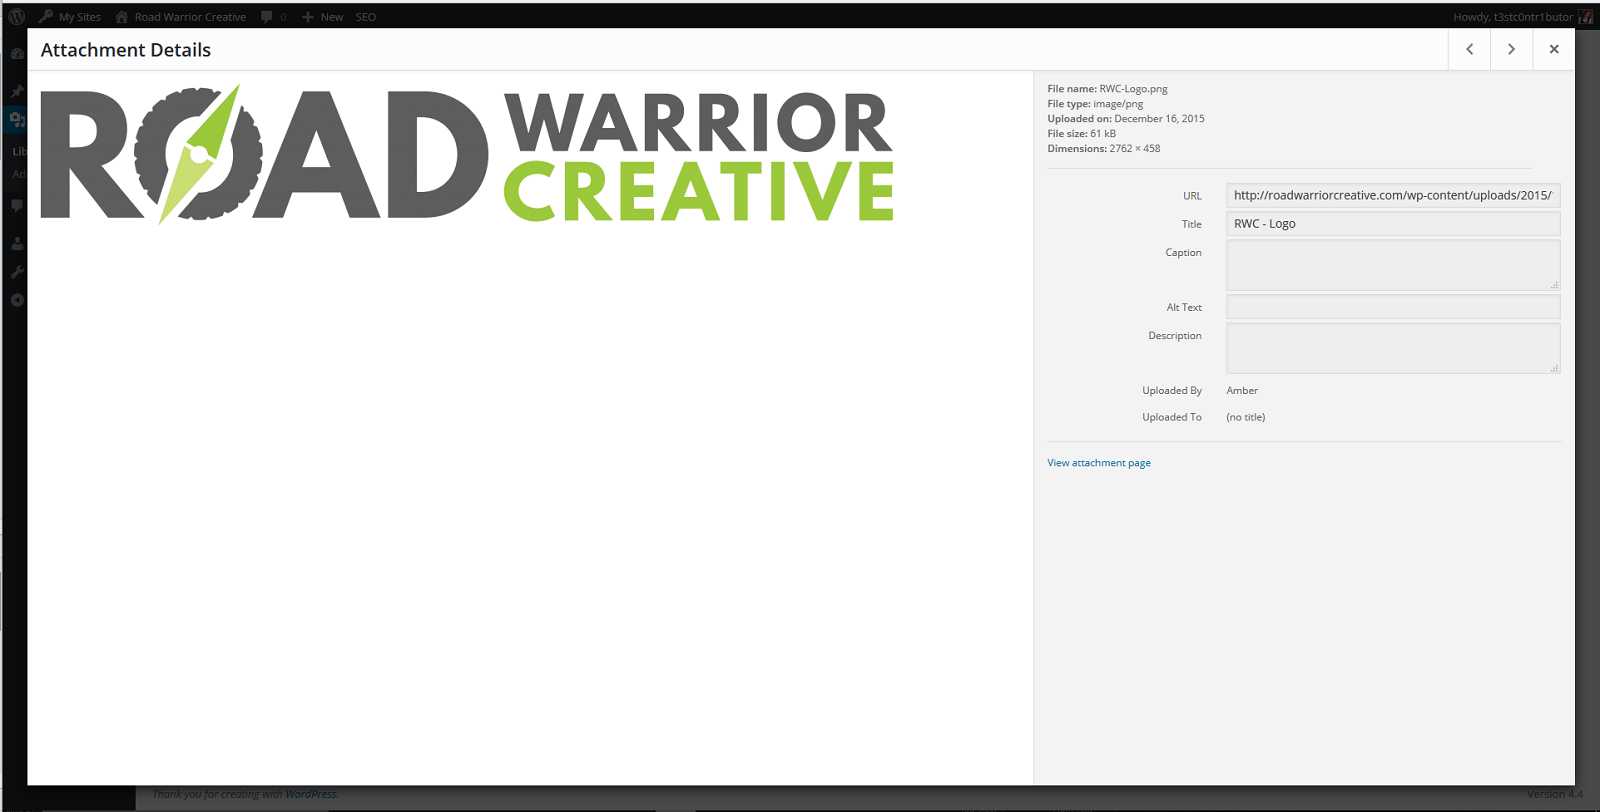 My Sites Road Warrior Creative 0 New SEO Howdy, t3stc0ntr1butor
Attachment Details
ROAD WARRIOR CREATIVE
File name: RWC-Logo.png
File type: image/png
Uploaded on: December 16, 2015
File size: 61 kB
Dimensions: 2762 × 458
URL http://roadwarriorcreative.com/wp-content/uploads/2015/
Title RWC - Logo
Caption
Alt Text
Description
Uploaded By Amber
Uploaded To (no title)
View attachment page
Lib
Ad
Thank you for creating with WordPress.
Version 4.4